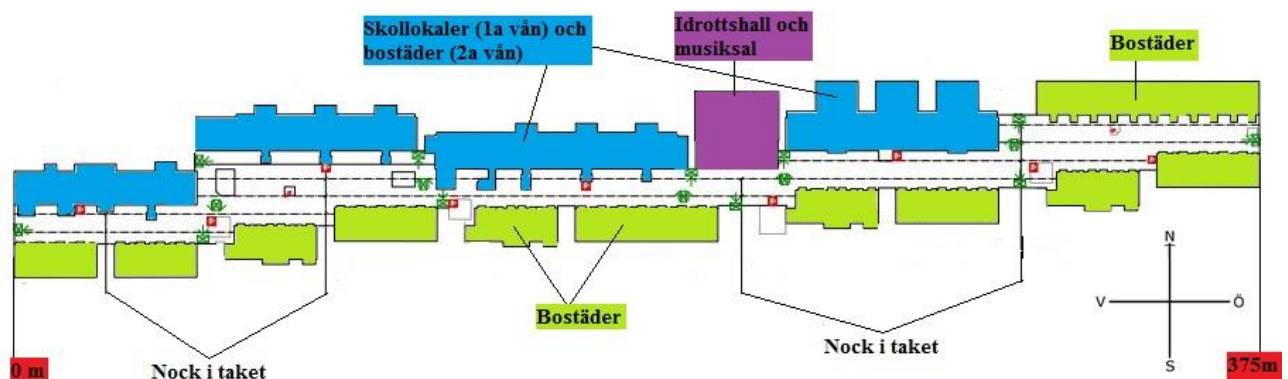 Skollokaler (1a vån) och
bostäder (2a vån)
Idrottshall och
musiksal
Bostäder
Bostäder
N
V
Ö
S
Nock i taket
Nock i taket
0 m
375m